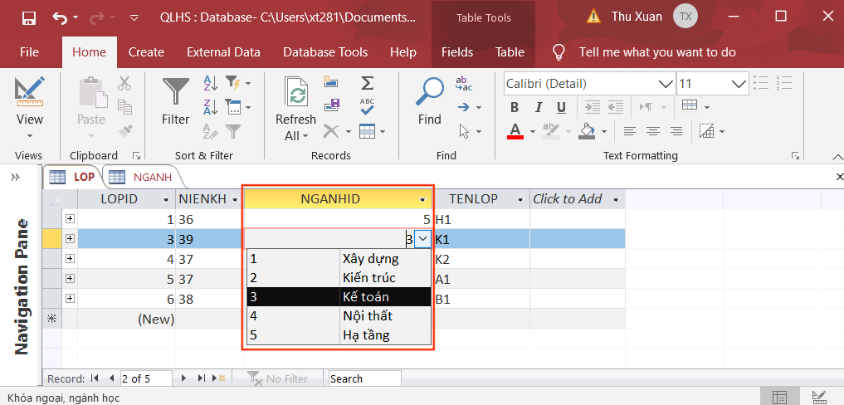 QLHS : Database- C:\Users\xt281\Documents...
Table Tools
Thu Xuan
TX
File
Home
Create
External Data
Database Tools
Help
Fields
Table
Tell me what you want to do
View
Views
Paste
Clipboard
Filter
Sort & Filter
Refresh
All
Records
Find
Find
Calibri (Detail)
11
B I U
Text Formatting
LOP
NGANH
LOPID NIENKH NGANHID TENLOP Click to Add
1 36 5 H1
3 39 3 K1
4 37 K2
5 37 A1
6 38 B1
(New)
1 Xây dựng
2 Kiến trúc
3 Kế toán
4 Nội thất
5 Hạ tầng
Navigation Pane
Record: 2 of 5 No Filter Search
Khóa ngoại, ngành học